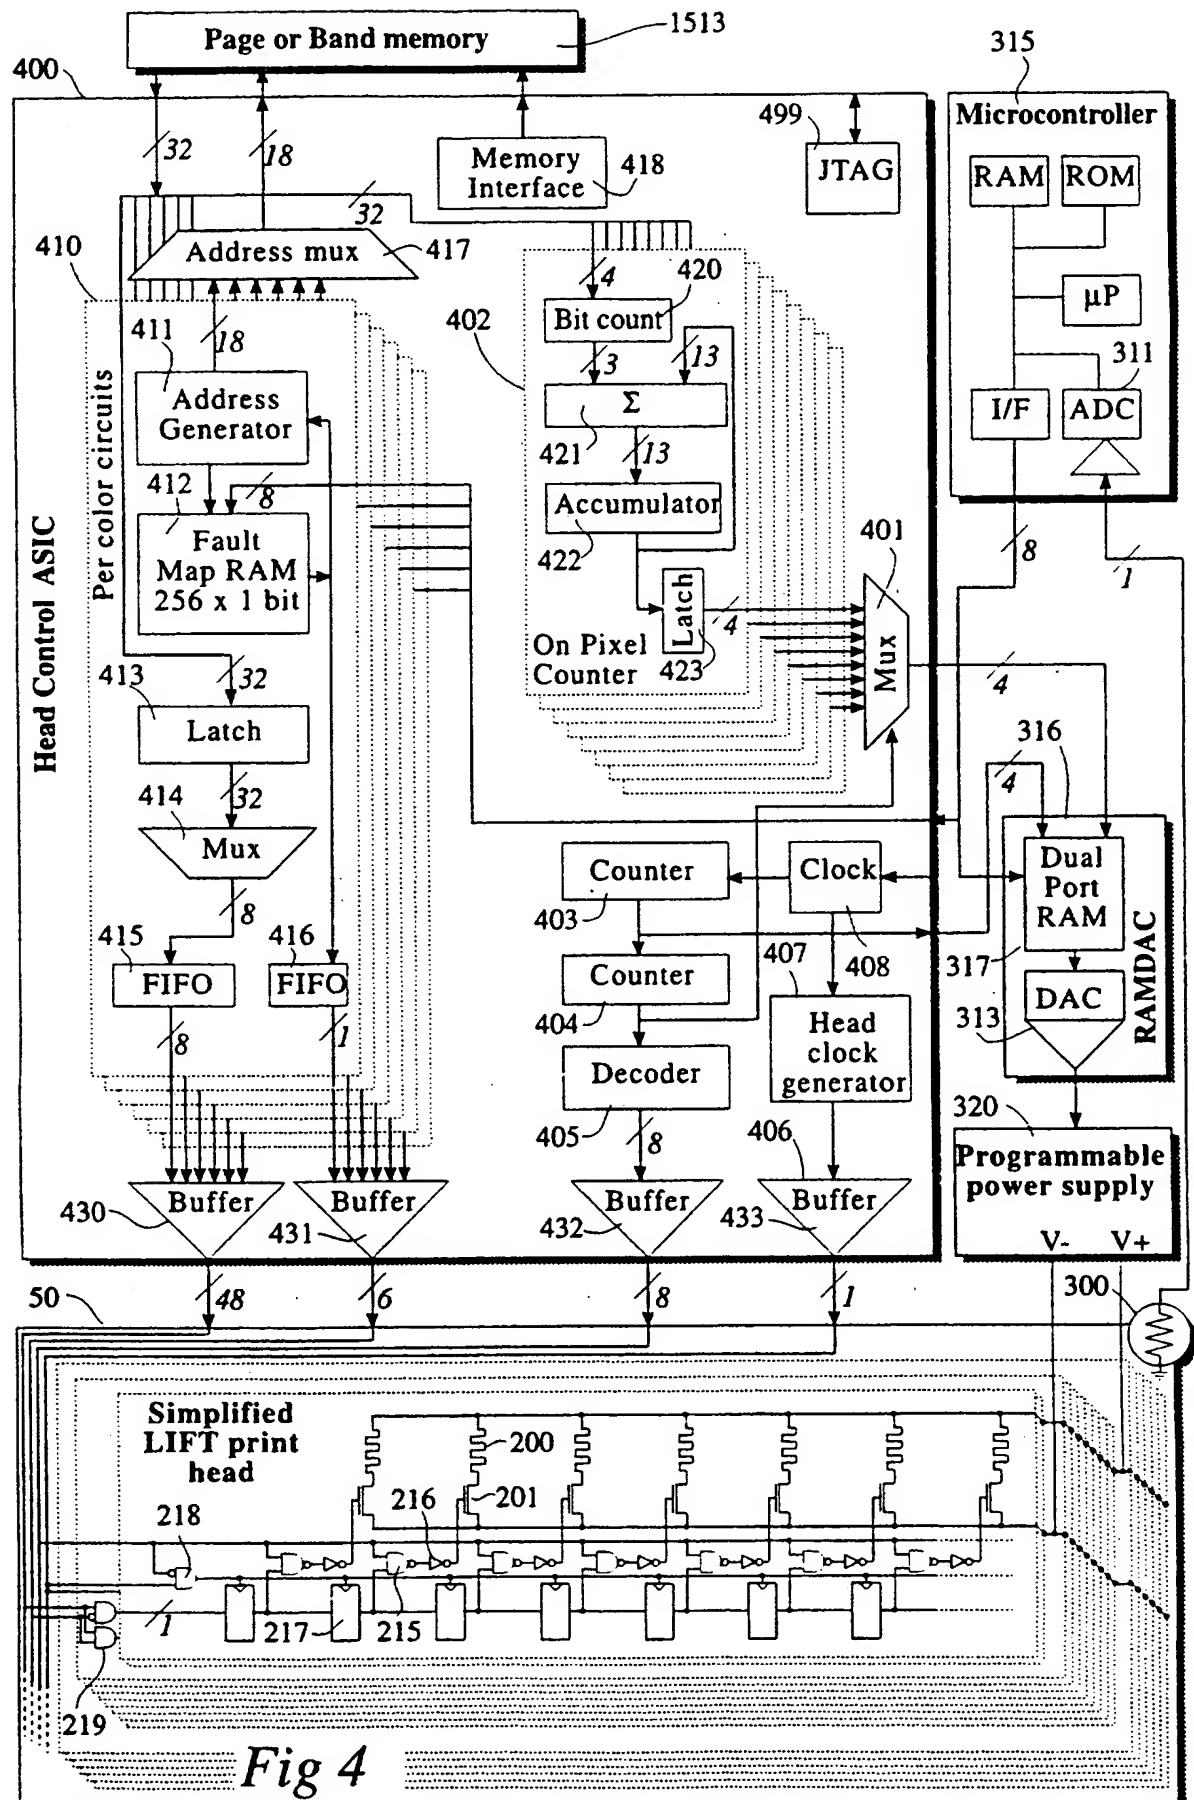 Page or Band memory
1513
400
315
Microcontroller
RAM
ROM
µP
311
I/F
ADC
8
1
32
18
32
Memory
Interface
418
499
JTAG
410
Address mux
417
Per color circuits
411
18
Address
Generator
412
8
Fault
Map RAM
256 x 1 bit
413
32
Latch
32
414
Mux
8
415
416
FIFO
FIFO
8
1
Head Control ASIC
402
4
420
Bit count
3
13
Σ
421
13
Accumulator
422
Latch
4
423
On Pixel
Counter
401
Mux
4
316
4
Counter
403
Clock
408
Counter
404
407
Head
clock
generator
Decoder
405
8
406
Dual
Port
RAM
317
DAC
313
RAMDAC
320
Programmable
power supply
V-
V+
Buffer
430
Buffer
431
Buffer
432
Buffer
433
48
6
8
1
50
300
Simplified
LIFT print
head
200
201
216
218
1
217
215
219
Fig 4